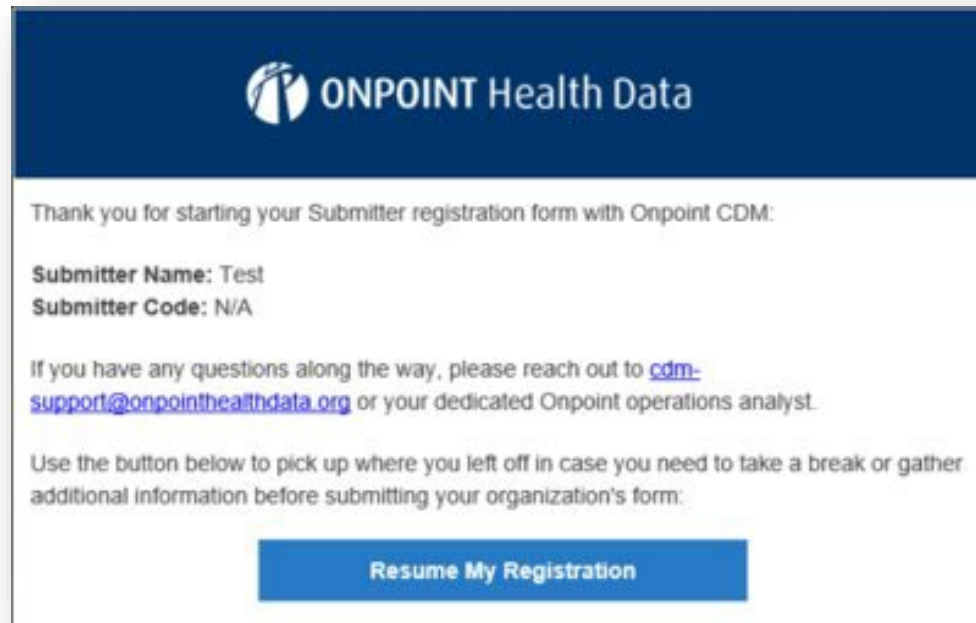 ONPOINT Health Data
Thank you for starting your Submitter registration form with Onpoint CDM:
Submitter Name: Test
Submitter Code: N/A
If you have any questions along the way, please reach out to cdm-
support@onpointhealthdata.org or your dedicated Onpoint operations analyst.
Use the button below to pick up where you left off in case you need to take a break or gather
additional information before submitting your organization's form:
Resume My Registration